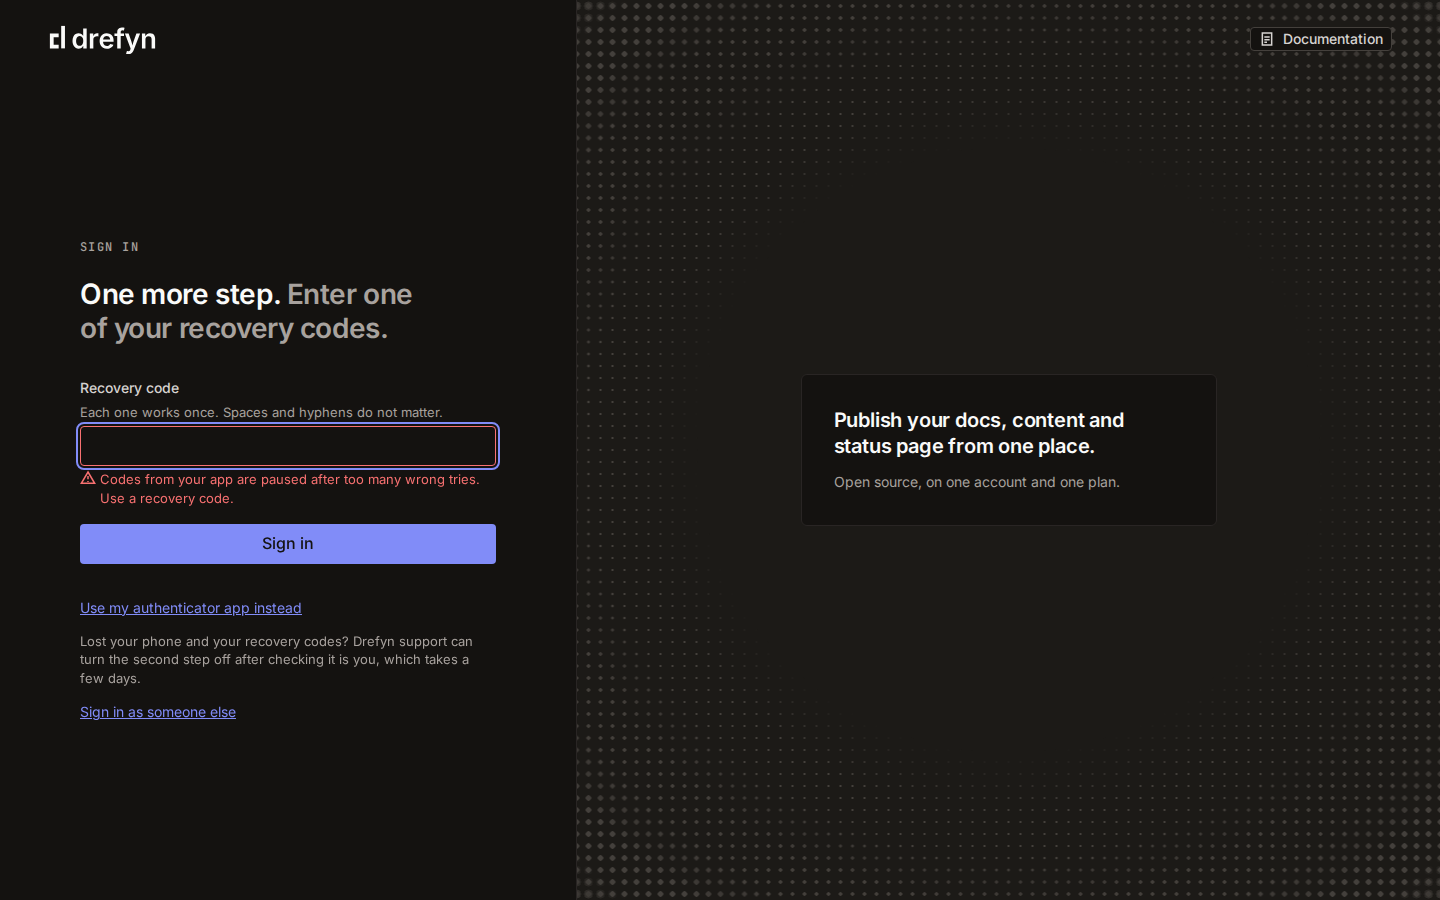 drefyn
Documentation
SIGN IN
One more step. Enter one
of your recovery codes.
Recovery code
Each one works once. Spaces and hyphens do not matter.
Codes from your app are paused after too many wrong tries.
Use a recovery code.
Sign in
Use my authenticator app instead
Lost your phone and your recovery codes? Drefyn support can
turn the second step off after checking it is you, which takes a
few days.
Sign in as someone else
Publish your docs, content and
status page from one place.
Open source, on one account and one plan.